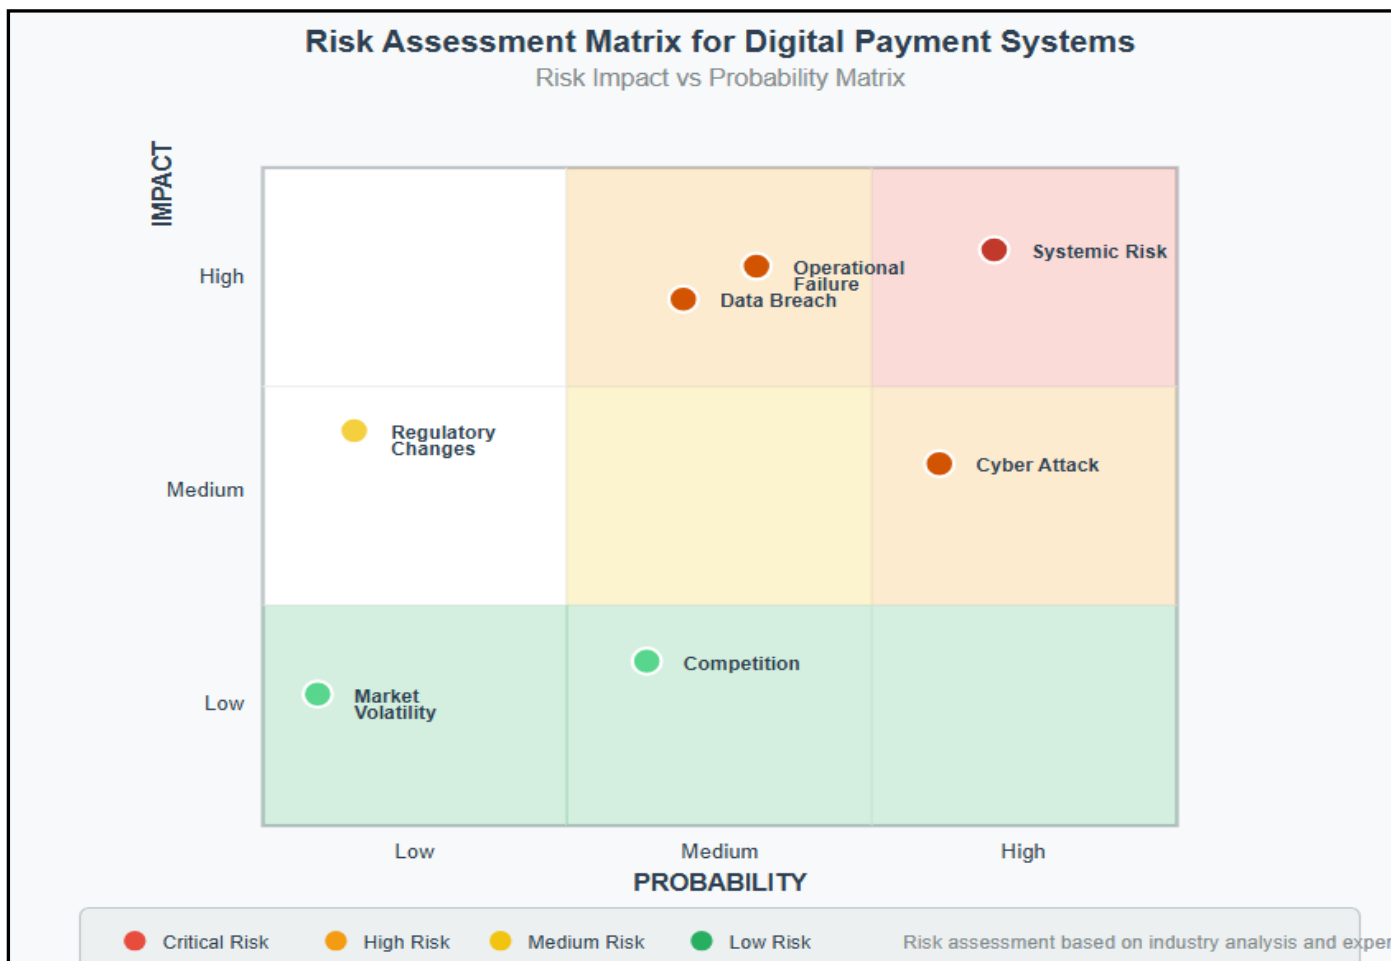 Risk Assessment Matrix for Digital Payment Systems
Risk Impact vs Probability Matrix
IMPACT
High
Medium
Low
Operational
Failure
Data Breach
Systemic Risk
Regulatory
Changes
Cyber Attack
Market
Volatility
Competition
Low
Medium
High
PROBABILITY
Critical Risk
High Risk
Medium Risk
Low Risk
Risk assessment based on industry analysis and exper